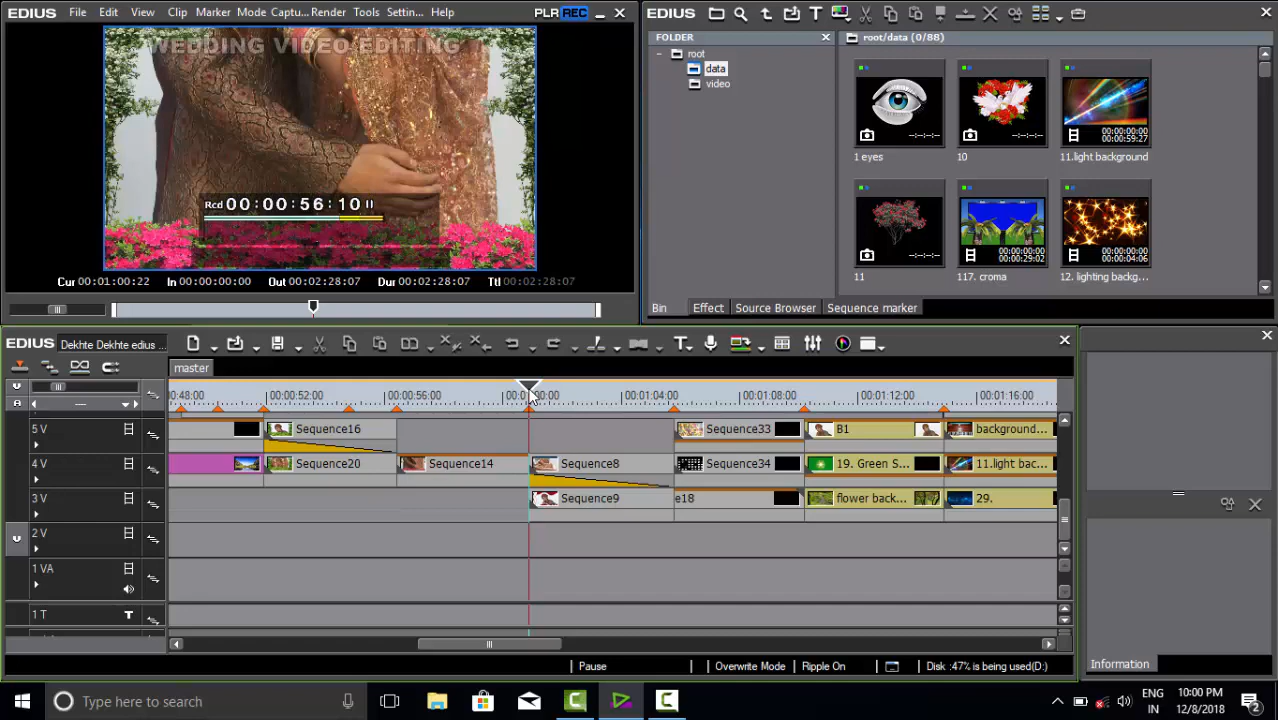 EDIUS File Edit View Clip Marker Mode Captu... Render Tools Settin... Help PLR REC
WEDDING VIDEO EDITING
Rcd 00:00:56:10
Cur 00:01:00:22 In 00:00:00:00 Out 00:02:28:07 Dur 00:02:28:07 Ttl 00:02:28:07
EDIUS
FOLDER
root
data
video
root/data (0/88)
00:00:00:00
00:00:59:27
1 eyes 10 11.light background
00:00:00:00
00:00:29:02
00:00:00:00
00:00:04:06
11 117. croma 12. lighting backg...
Bin Effect Source Browser Sequence marker
EDIUS Dekhte Dekhte edius ...
master
:00:48:00 00:00:52:00 00:00:56:00 00:01:04:00 00:01:08:00 00:01:12:00 00:01:16:00
5 V Sequence16 Sequence33 B1 background...
4 V Sequence20 Sequence14 Sequence8 Sequence34 19. Green S... 11.light back...
3 V Sequence9 e18 flower back... 29.
2 V
1 VA
1 T T
Pause Overwrite Mode Ripple On Disk :47% is being used(D:)
Information
Type here to search
ENG
IN
10:00 PM
12/8/2018
2